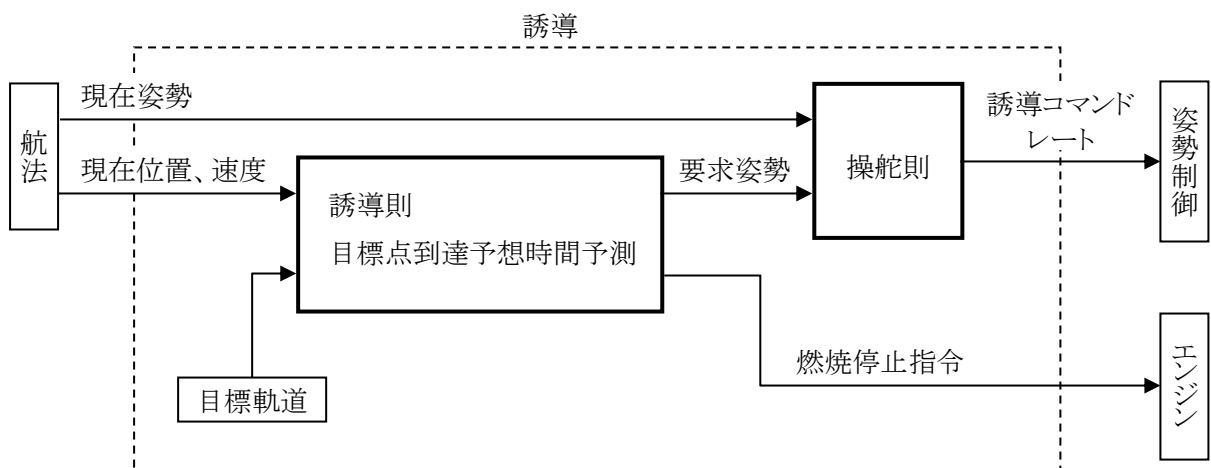 誘導
現在姿勢
航法
現在位置、速度
誘導則
目標点到達予想時間予測
要求姿勢
操舵則
誘導コマンド
レート
姿勢制御
目標軌道
燃焼停止指令
エンジン